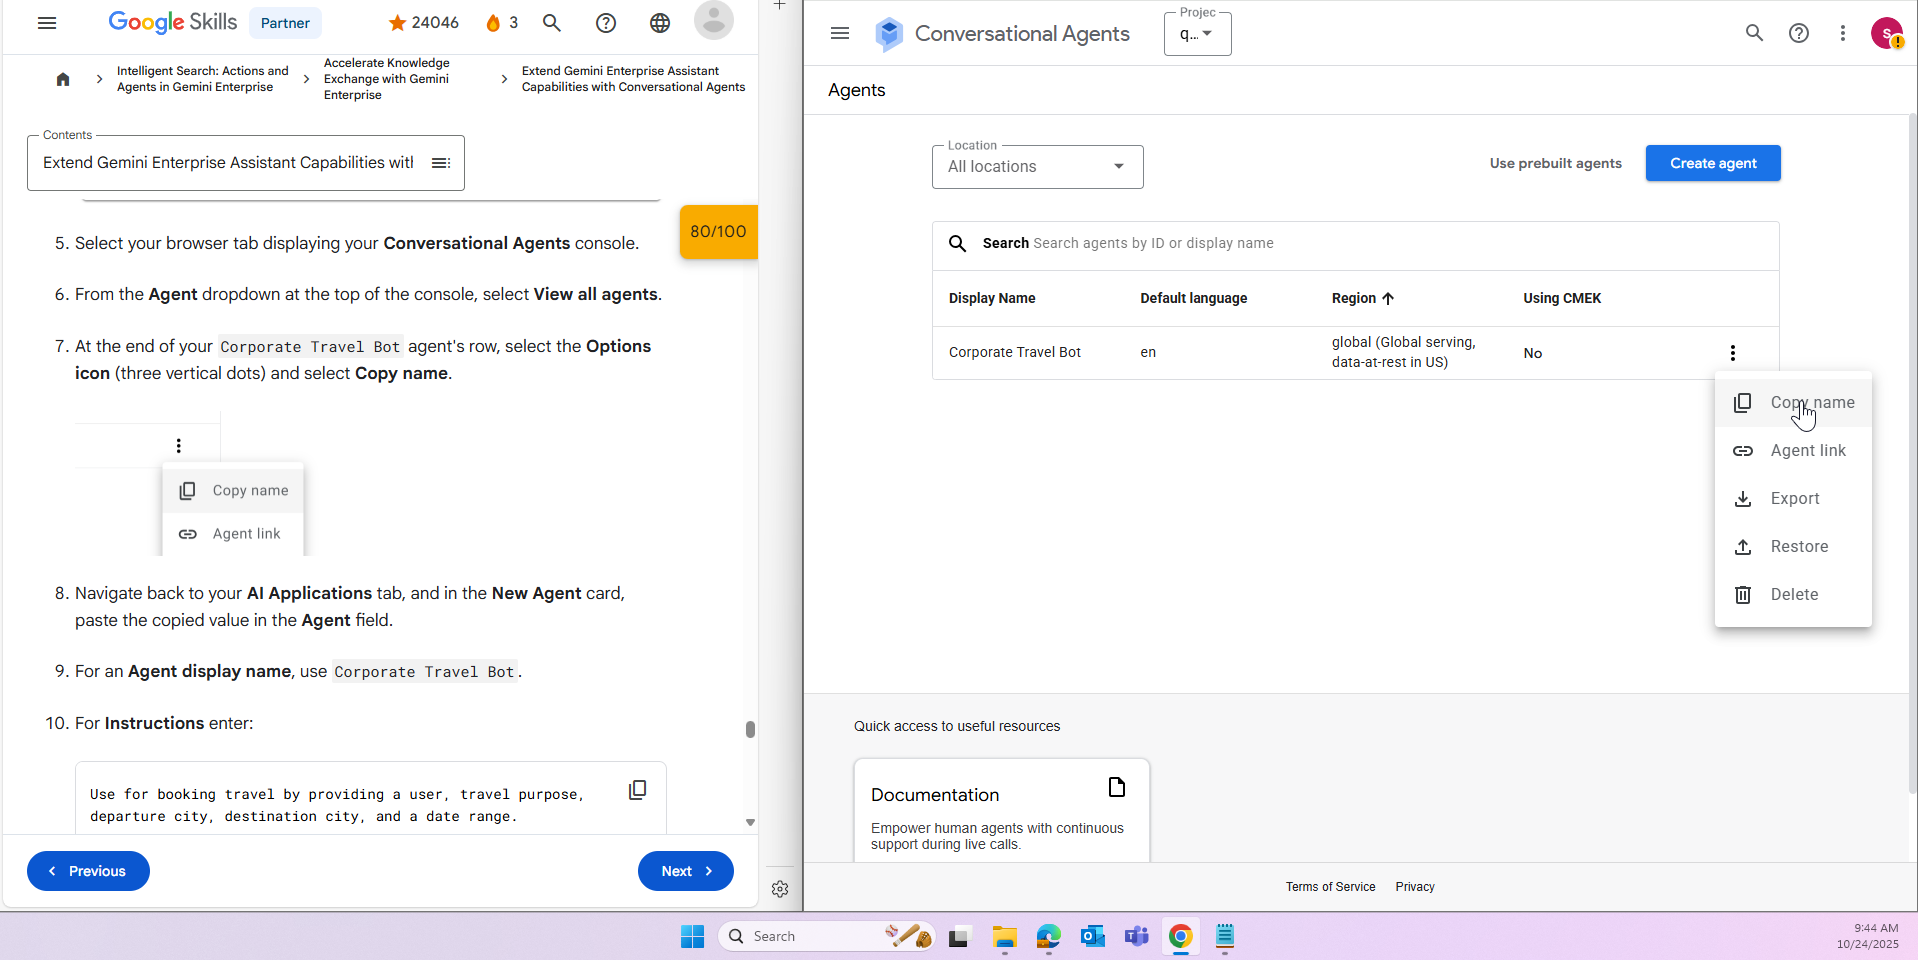 Google Skills
Partner
24046
3
Intelligent Search: Actions and
Agents in Gemini Enterprise
Accelerate Knowledge
Exchange with Gemini
Enterprise
Extend Gemini Enterprise Assistant
Capabilities with Conversational Agents
Contents
Extend Gemini Enterprise Assistant Capabilities with
80/100
5. Select your browser tab displaying your Conversational Agents console.
6. From the Agent dropdown at the top of the console, select View all agents.
7. At the end of your Corporate Travel Bot agent's row, select the Options
icon (three vertical dots) and select Copy name.
Copy name
Agent link
8. Navigate back to your AI Applications tab, and in the New Agent card,
paste the copied value in the Agent field.
9. For an Agent display name, use Corporate Travel Bot.
10. For Instructions enter:
Use for booking travel by providing a user, travel purpose,
departure city, destination city, and a date range.
Previous
Next
Conversational Agents
Projec
q...
S
Agents
Location
All locations
Use prebuilt agents
Create agent
Search Search agents by ID or display name
Display Name Default language Region Using CMEK
Corporate Travel Bot en global (Global serving, No
data-at-rest in US)
Copy name
Agent link
Export
Restore
Delete
Quick access to useful resources
Documentation
Empower human agents with continuous
support during live calls.
Terms of Service Privacy
Search
9:44 AM
10/24/2025